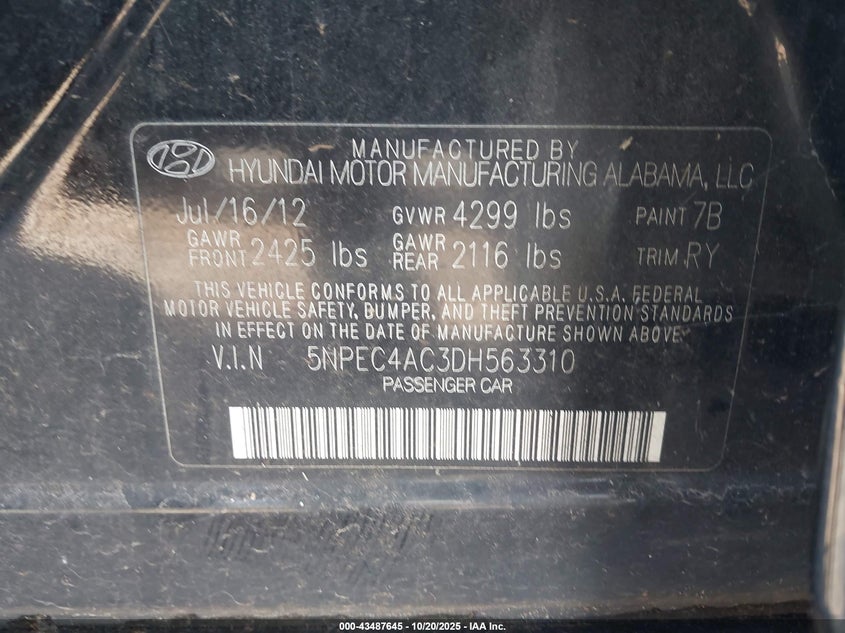 MANUFACTURED BY
HYUNDAI MOTOR MANUFACTURING ALABAMA, LLC
Jul/16/12 GVWR 4299 lbs PAINT 7B
GAWR FRONT 2425 lbs GAWR REAR 2116 lbs TRIM RY
THIS VEHICLE CONFORMS TO ALL APPLICABLE U.S.A. FEDERAL
MOTOR VEHICLE SAFETY, BUMPER, AND THEFT PREVENTION STANDARDS
IN EFFECT ON THE DATE OF MANUFACTURE SHOWN ABOVE.
V.I.N 5NPEC4AC3DH563310
PASSENGER CAR
000-43487645 - 10/20/2025 - IAA Inc.